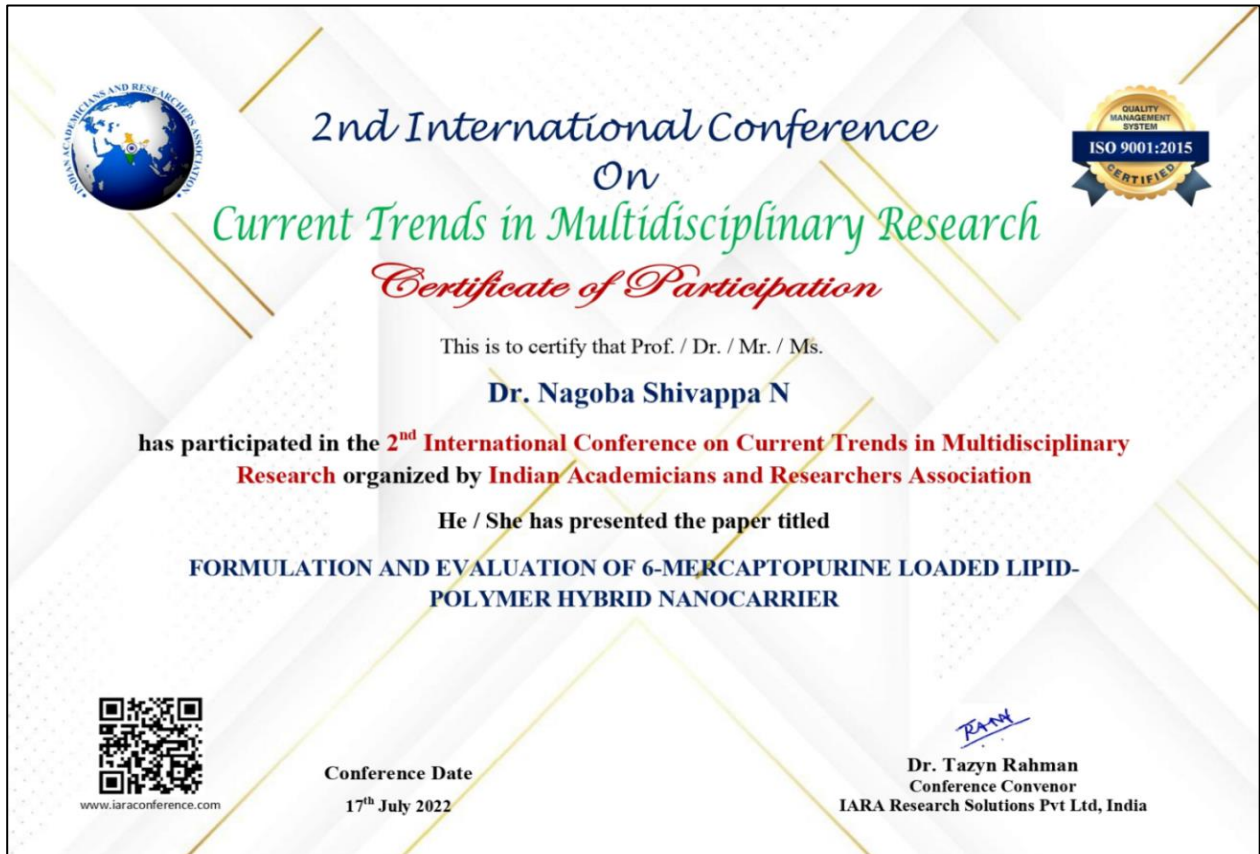 INDIAN ACADEMICIANS AND RESEARCHERS ASSOCIATION
QUALITY
MANAGEMENT
SYSTEM
ISO 9001:2015
CERTIFIED
2nd International Conference
On
Current Trends in Multidisciplinary Research
Certificate of Participation
This is to certify that Prof. / Dr. / Mr. / Ms.
Dr. Nagoba Shivappa N
has participated in the 2nd International Conference on Current Trends in Multidisciplinary
Research organized by Indian Academicians and Researchers Association
He / She has presented the paper titled
FORMULATION AND EVALUATION OF 6-MERCAPTOPURINE LOADED LIPID-
POLYMER HYBRID NANOCARRIER
www.iaraconference.com
Conference Date
17th July 2022
Dr. Tazyn Rahman
Conference Convenor
IARA Research Solutions Pvt Ltd, India